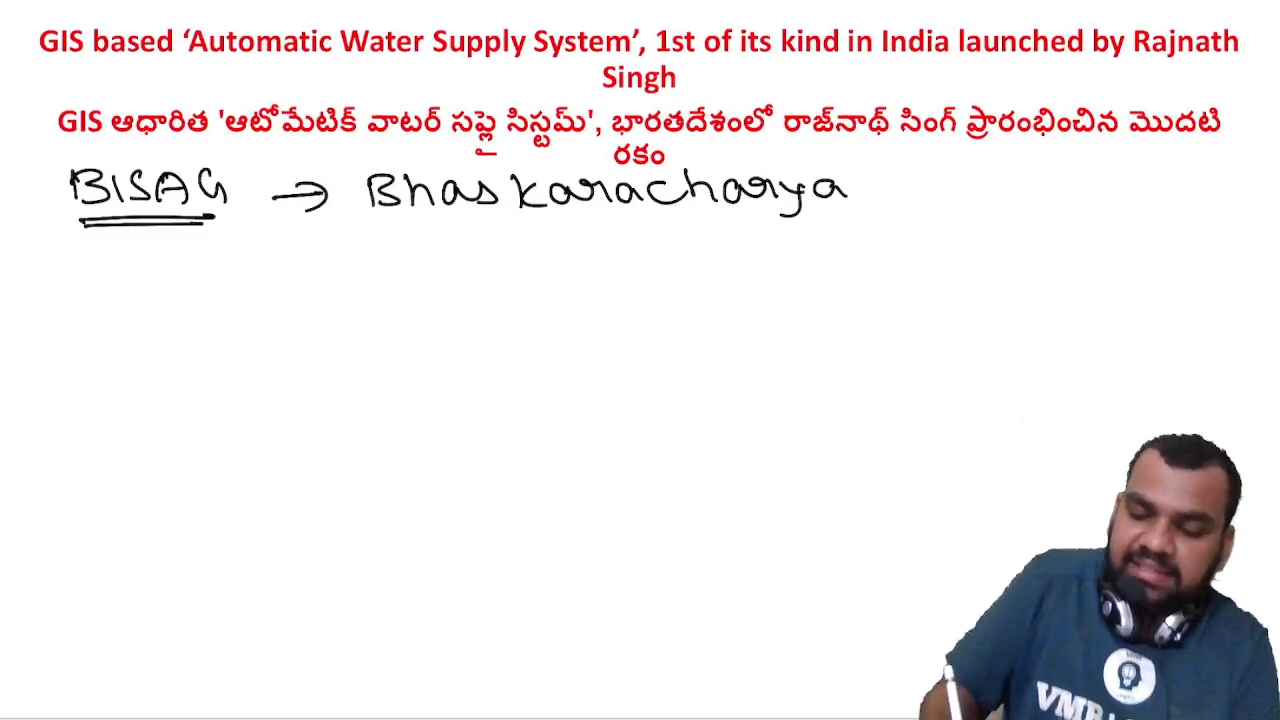 GIS based ‘Automatic Water Supply System’, 1st of its kind in India launched by Rajnath
Singh
GIS ఆధారిత 'ఆటోమేటిక్ వాటర్ సప్లై సిస్టమ్', భారతదేశంలో రాజ్‌నాథ్ సింగ్ ప్రారంభించిన మొదటి
రకం
BISAG → Bhaskaracharya
VMR